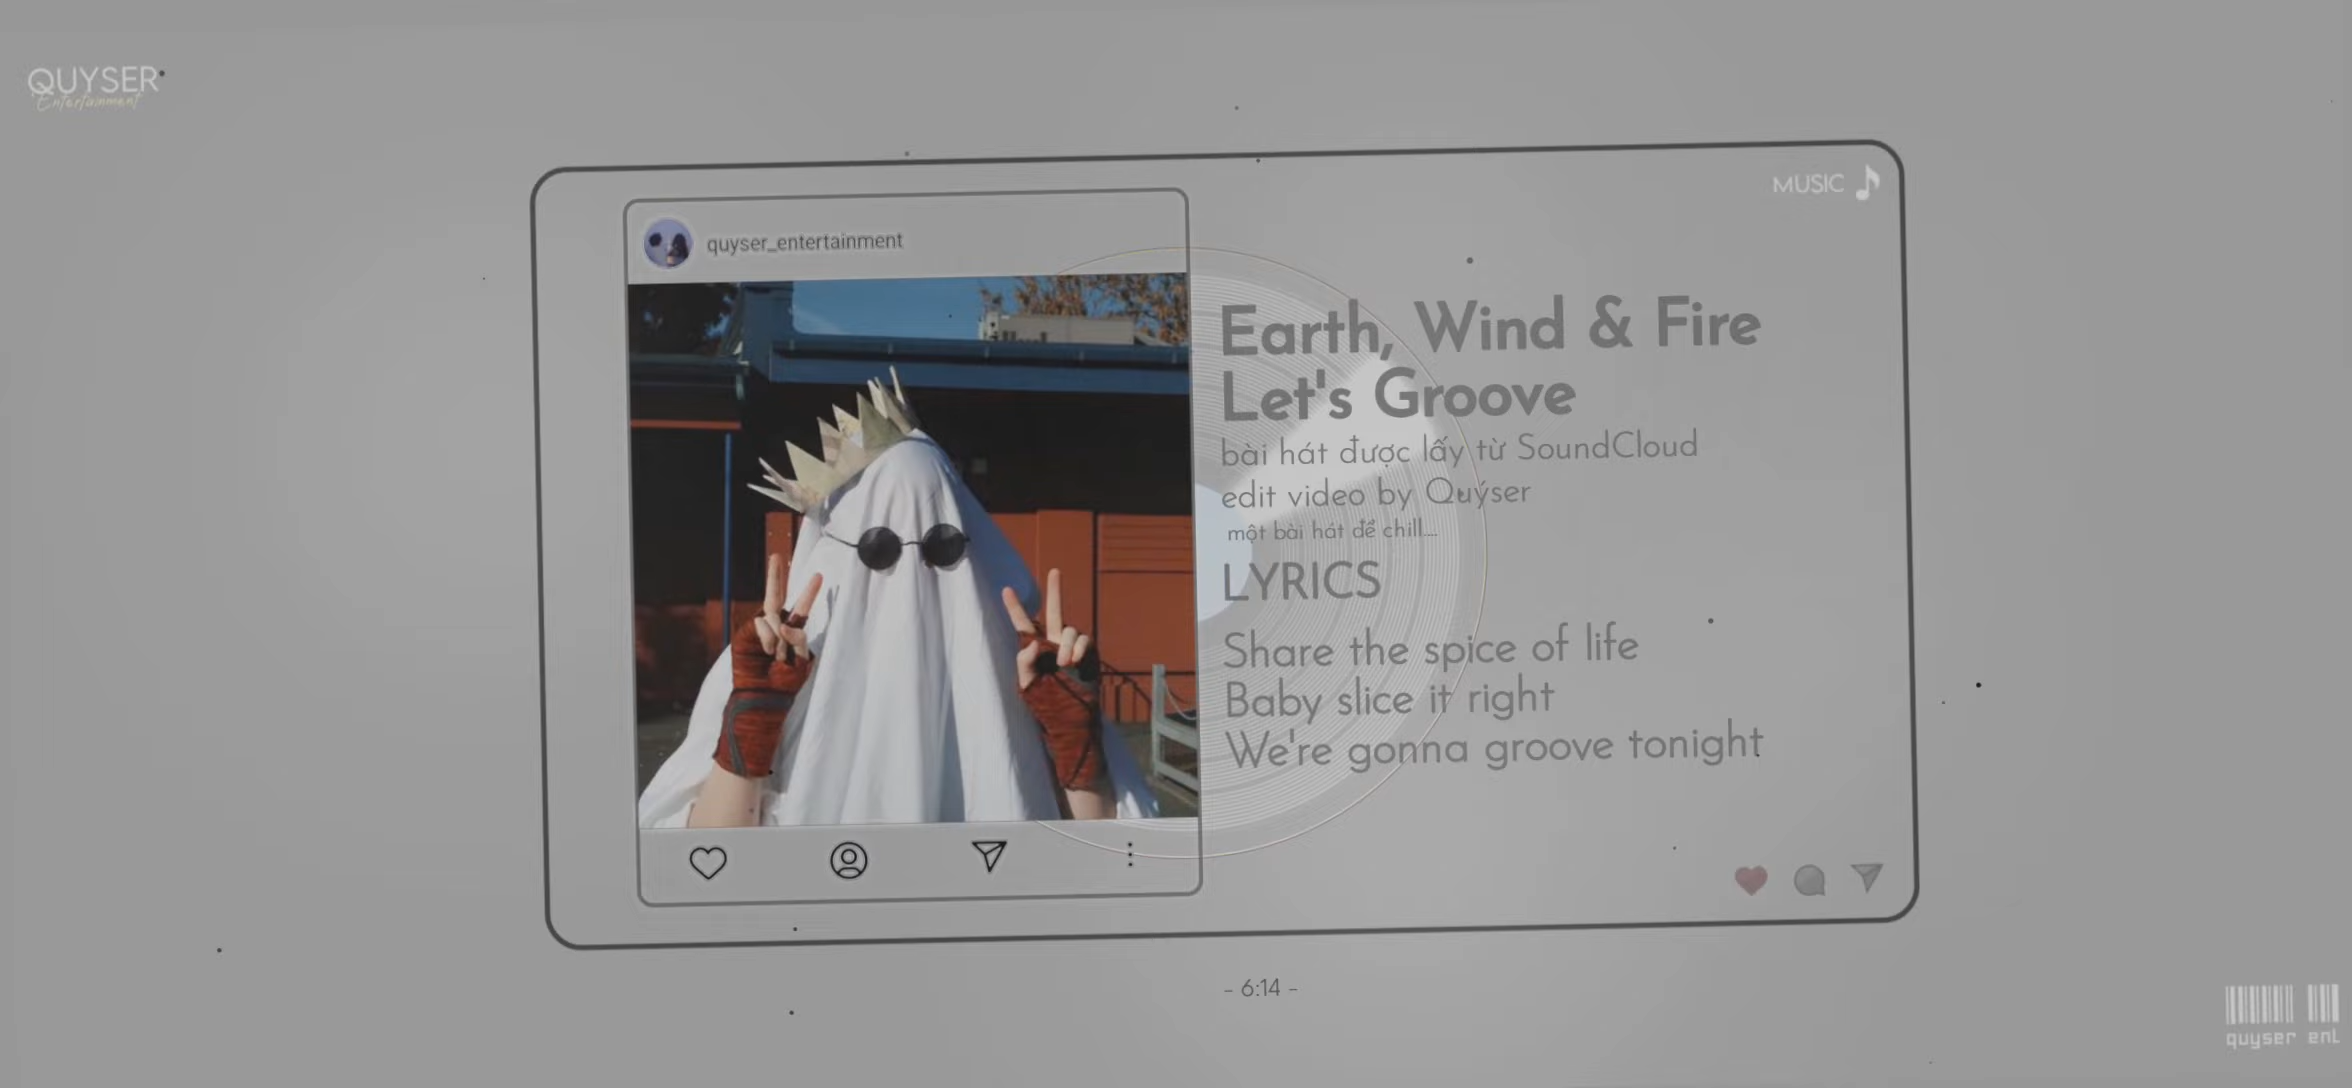 QUYSER
Entertainment
MUSIC
quyser_entertainment
Earth, Wind & Fire
Let's Groove
bài hát được lấy từ SoundCloud
edit video by Quýser
một bài hát để chill....
LYRICS
Share the spice of life
Baby slice it right
We're gonna groove tonight
- 6:14 -
quyser ent